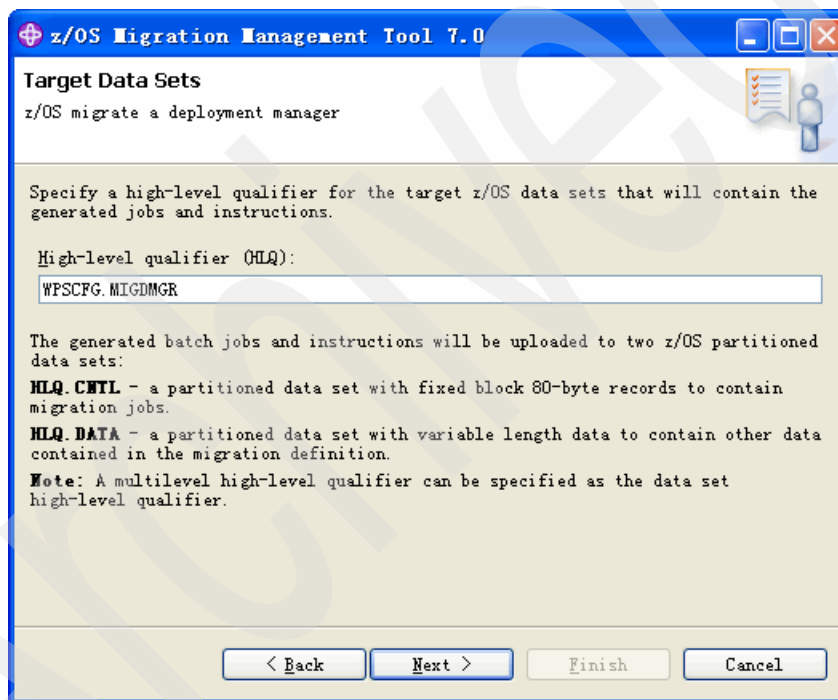 z/OS Migration Management Tool 7.0
Target Data Sets
z/OS migrate a deployment manager
Specify a high-level qualifier for the target z/OS data sets that will contain the
generated jobs and instructions.
High-level qualifier (HLQ):
WPSCFG.MIGDMGR
The generated batch jobs and instructions will be uploaded to two z/OS partitioned
data sets:
HLQ.CNTL - a partitioned data set with fixed block 80-byte records to contain
migration jobs.
HLQ.DATA - a partitioned data set with variable length data to contain other data
contained in the migration definition.
Note: A multilevel high-level qualifier can be specified as the data set
high-level qualifier.
< Back
Next >
Finish
Cancel